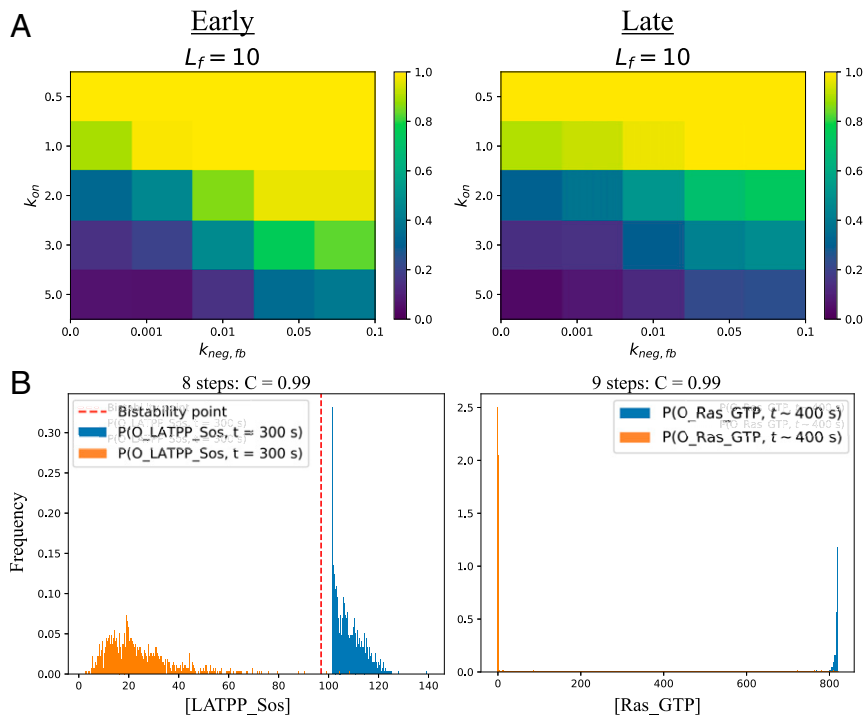 A
Early
Late
L_f = 10
L_f = 10
k_on
0.5
1.0
2.0
3.0
5.0
0.0 0.001 0.01 0.05 0.1
k_neg, fb
1.0
0.8
0.6
0.4
0.2
0.0
k_on
0.5
1.0
2.0
3.0
5.0
0.0 0.001 0.01 0.05 0.1
k_neg, fb
1.0
0.8
0.6
0.4
0.2
0.0
B
8 steps: C = 0.99
Bistability point
P(O_LATPP_Sos, t = 300 s)
P(O_LATPP_Sos, t = 300 s)
Frequency
0.30
0.25
0.20
0.15
0.10
0.05
0.00
0 20 40 60 80 100 120 140
[LATPP_Sos]
9 steps: C = 0.99
P(O_Ras_GTP, t ~ 400 s)
P(O_Ras_GTP, t ~ 400 s)
2.5
2.0
1.5
1.0
0.5
0.0
0 200 400 600 800
[Ras_GTP]